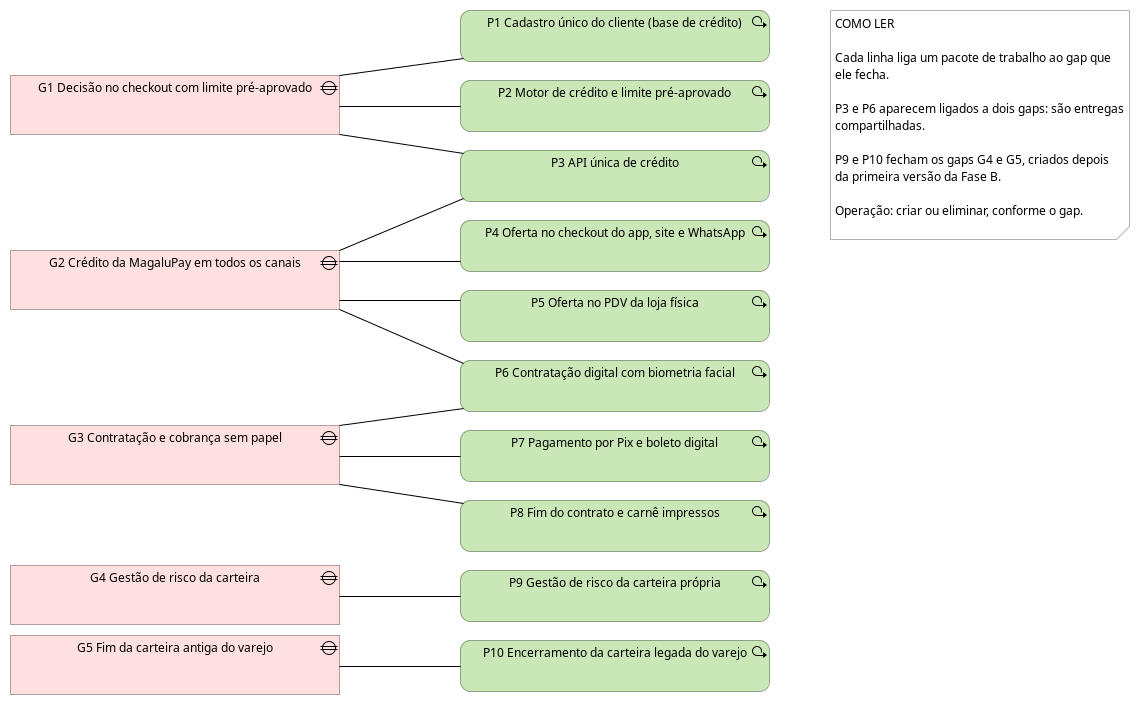 P1 Cadastro único do cliente (base de crédito)
G1 Decisão no checkout com limite pré-aprovado
P2 Motor de crédito e limite pré-aprovado
P3 API única de crédito
G2 Crédito da MagaluPay em todos os canais
P4 Oferta no checkout do app, site e WhatsApp
P5 Oferta no PDV da loja física
P6 Contratação digital com biometria facial
G3 Contratação e cobrança sem papel
P7 Pagamento por Pix e boleto digital
P8 Fim do contrato e carnê impressos
G4 Gestão de risco da carteira
P9 Gestão de risco da carteira própria
G5 Fim da carteira antiga do varejo
P10 Encerramento da carteira legada do varejo
COMO LER
Cada linha liga um pacote de trabalho ao gap que
ele fecha.
P3 e P6 aparecem ligados a dois gaps: são entregas
compartilhadas.
P9 e P10 fecham os gaps G4 e G5, criados depois
da primeira versão da Fase B.
Operação: criar ou eliminar, conforme o gap.